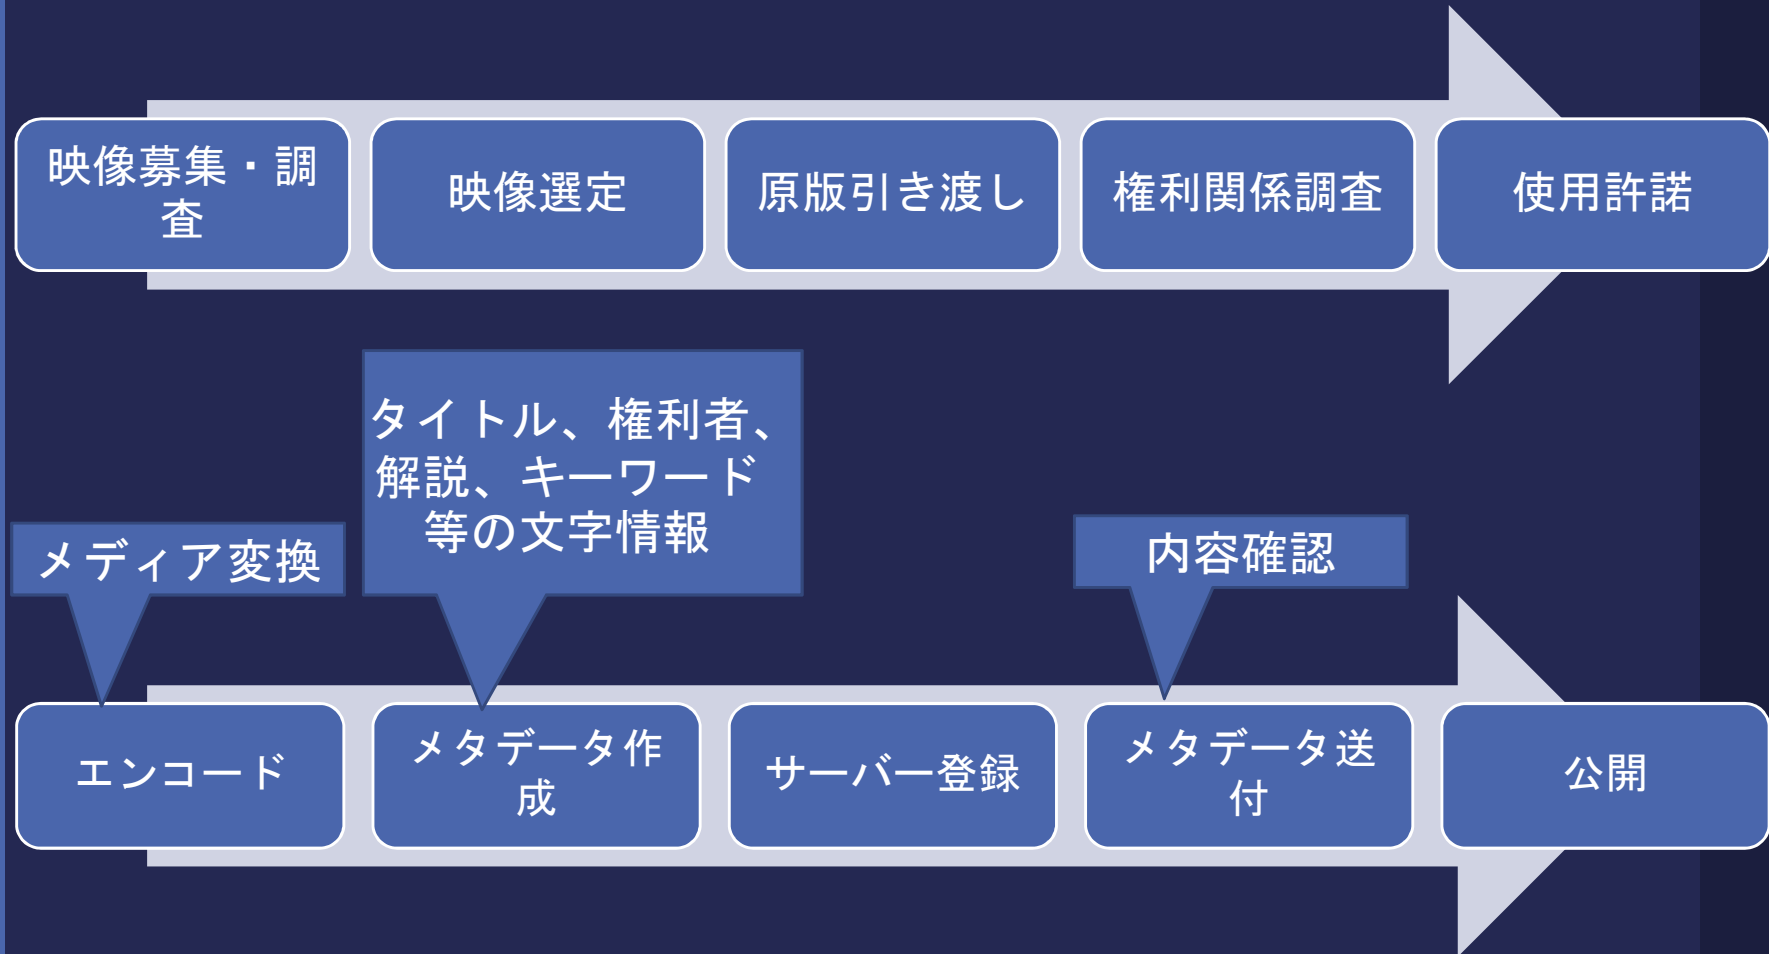 映像募集・調
査
映像選定
原版引き渡し
権利関係調査
使用許諾
タイトル、権利者、
解説、キーワード
等の文字情報
メディア変換
内容確認
エンコード
メタデータ作
成
サーバー登録
メタデータ送
付
公開